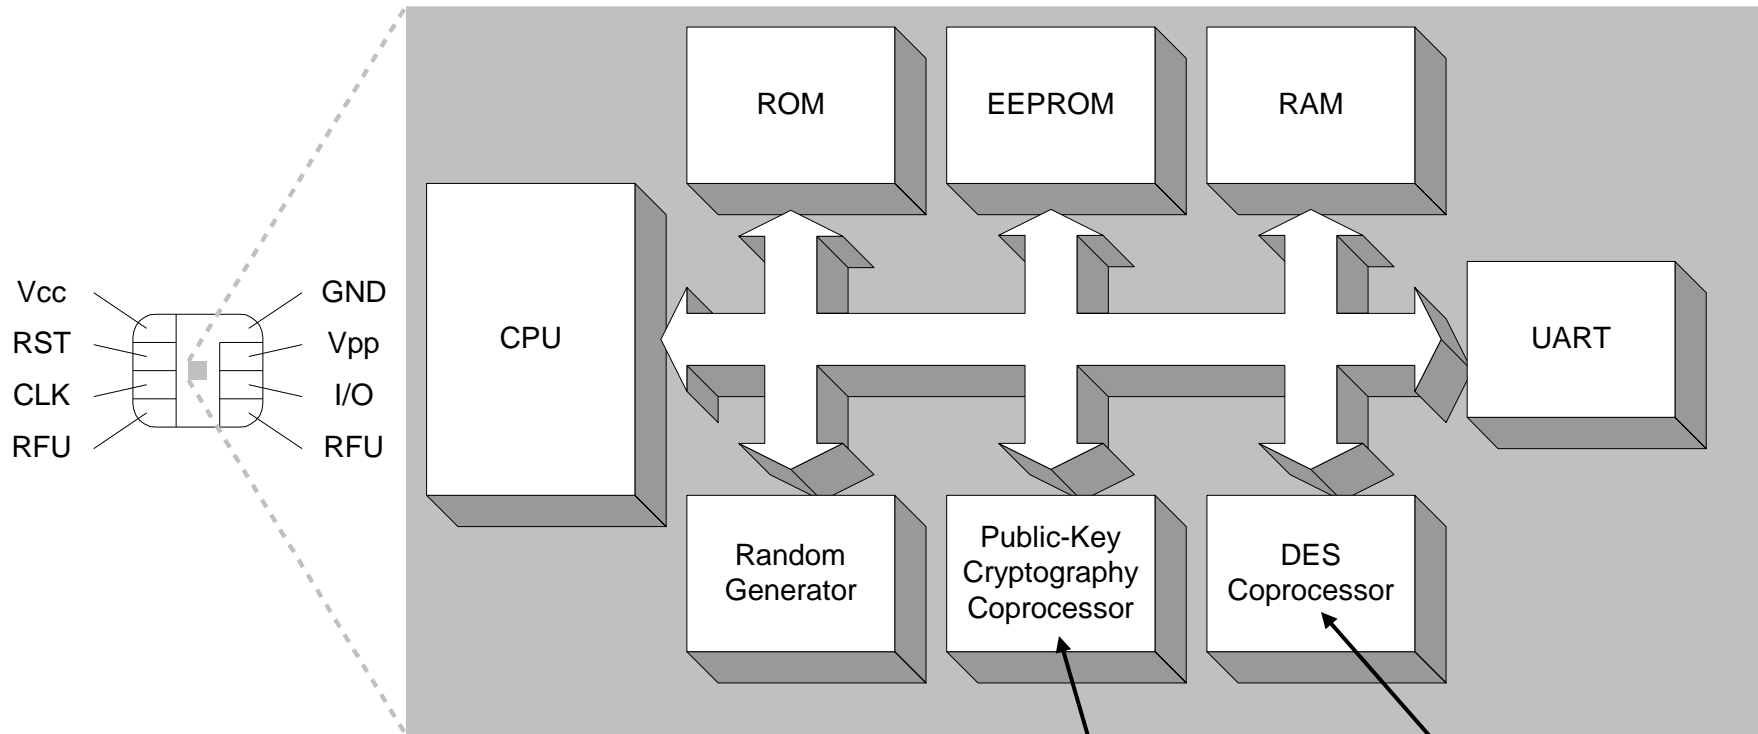 Vcc
RST
CLK
RFU
GND
Vpp
I/O
RFU
CPU
ROM
EEPROM
RAM
UART
Random
Generator
Public-Key
Cryptography
Coprocessor
DES
Coprocessor